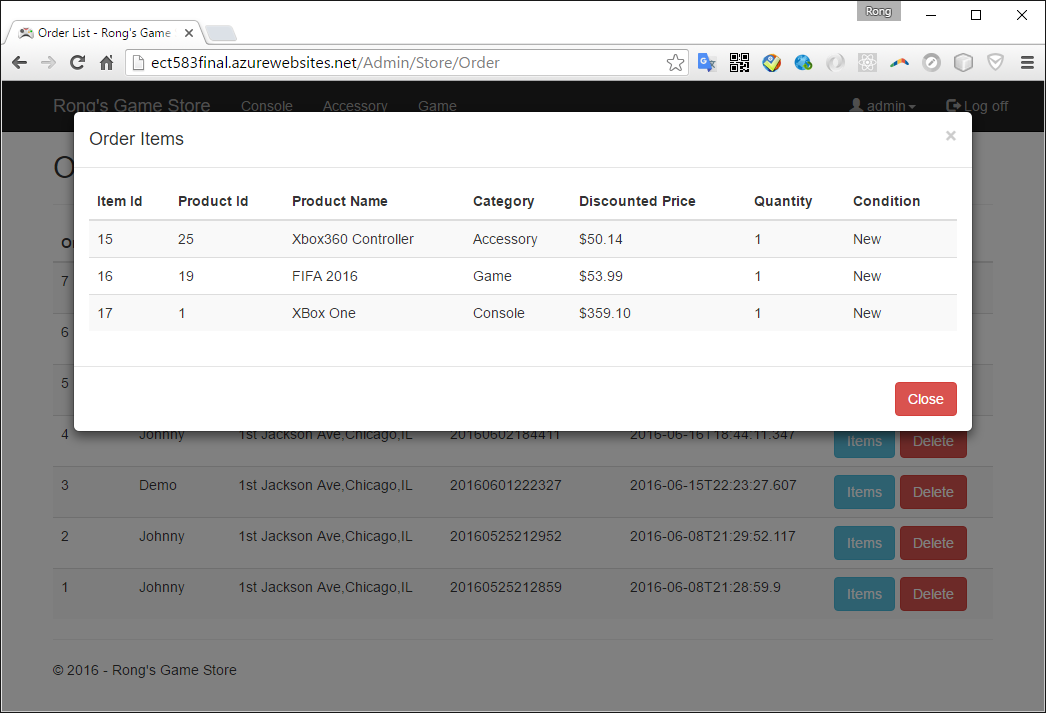 Rong
Order List - Rong's Game
ect583final.azurewebsites.net/Admin/Store/Order
Rong's Game Store Console Accessory Game admin Log off
Order Items ×
Item Id Product Id Product Name Category Discounted Price Quantity Condition
15 25 Xbox360 Controller Accessory $50.14 1 New
16 19 FIFA 2016 Game $53.99 1 New
17 1 XBox One Console $359.10 1 New
Close
7
6
5
4 Johnny 1st Jackson Ave,Chicago,IL 20160602184411 2016-06-16T18:44:11.347 Items Delete
3 Demo 1st Jackson Ave,Chicago,IL 20160601222327 2016-06-15T22:23:27.607 Items Delete
2 Johnny 1st Jackson Ave,Chicago,IL 20160525212952 2016-06-08T21:29:52.117 Items Delete
1 Johnny 1st Jackson Ave,Chicago,IL 20160525212859 2016-06-08T21:28:59.9 Items Delete
© 2016 - Rong's Game Store